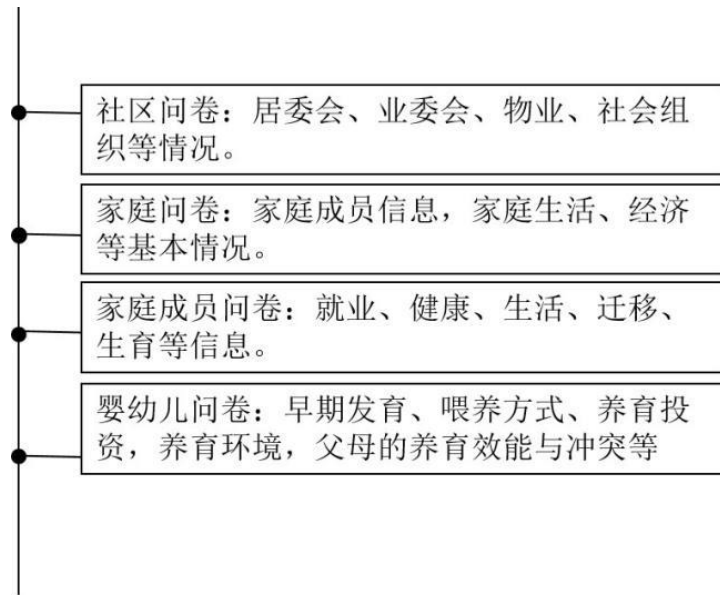 社区问卷：居委会、业委会、物业、社会组
织等情况。
家庭问卷：家庭成员信息，家庭生活、经济
等基本情况。
家庭成员问卷：就业、健康、生活、迁移、
生育等信息。
婴幼儿问卷：早期发育、喂养方式、养育投
资，养育环境，父母的养育效能与冲突等